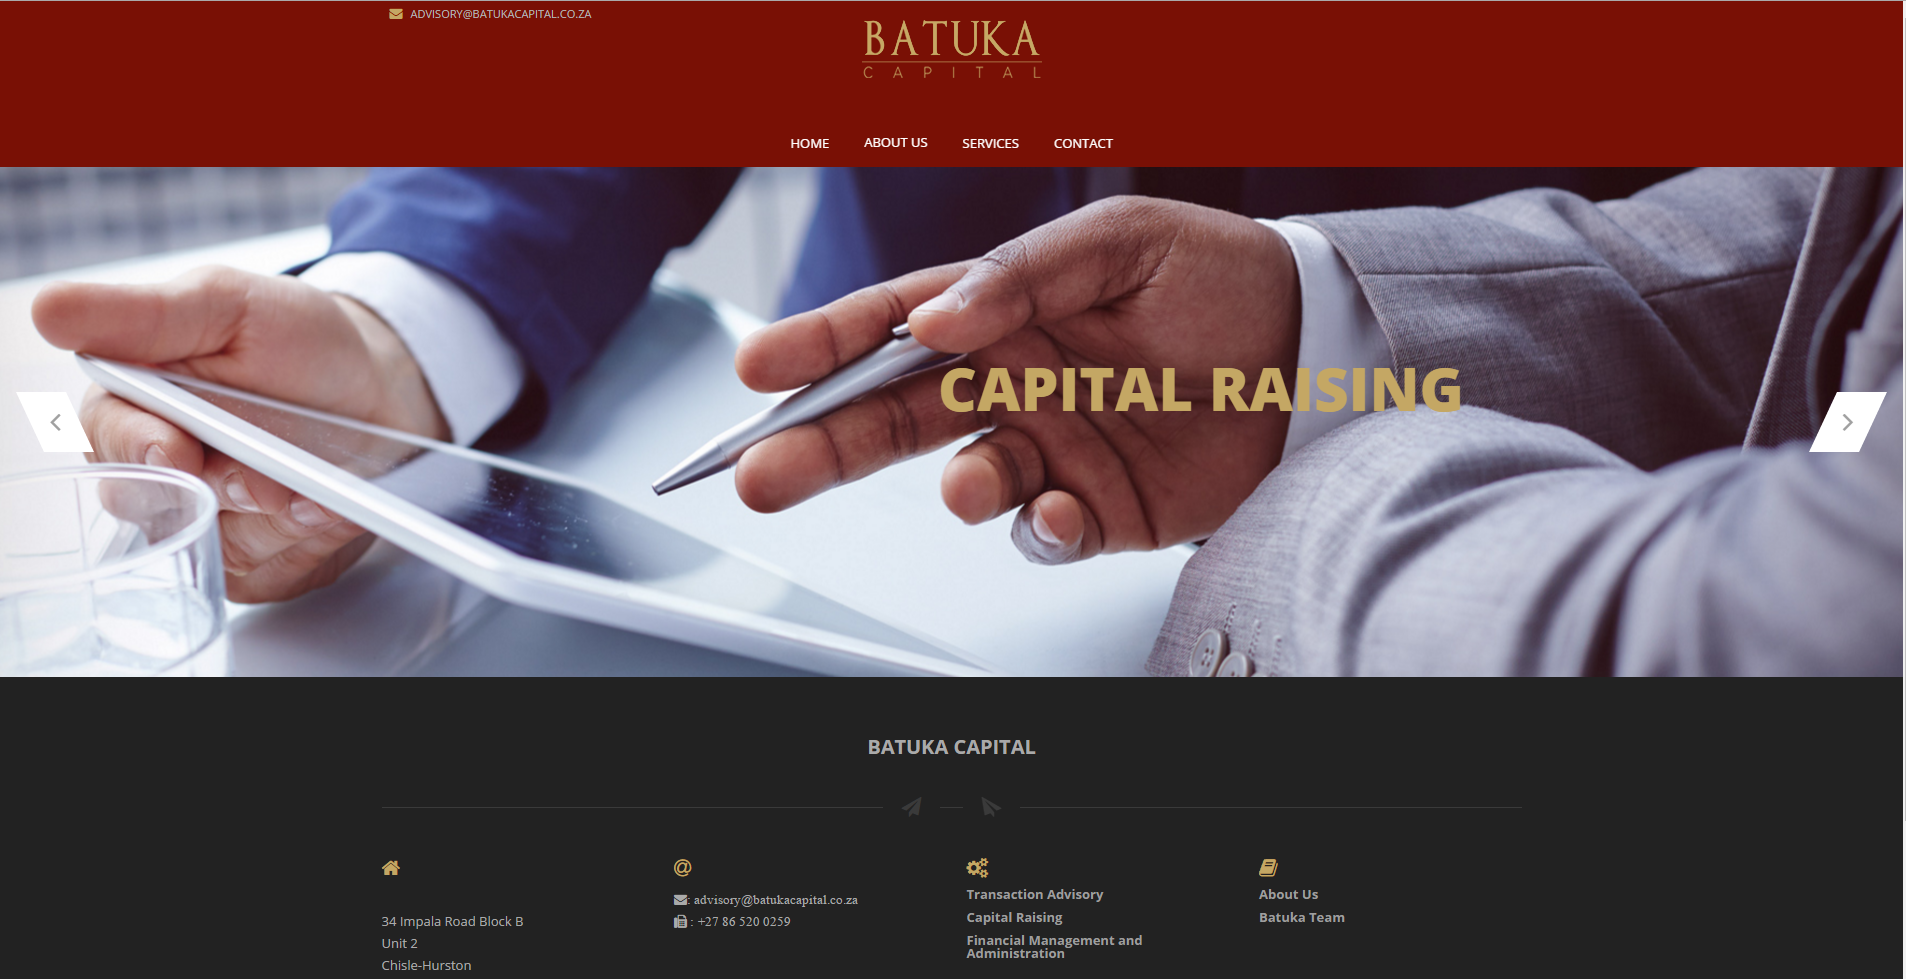 ADVISORY@BATUKACAPITAL.CO.ZA
BATUKA
CAPITAL
HOME ABOUT US SERVICES CONTACT
CAPITAL RAISING
BATUKA CAPITAL
34 Impala Road Block B
Unit 2
Chisle-Hurston
: advisory@batukacapital.co.za
: +27 86 520 0259
Transaction Advisory
Capital Raising
Financial Management and
Administration
About Us
Batuka Team